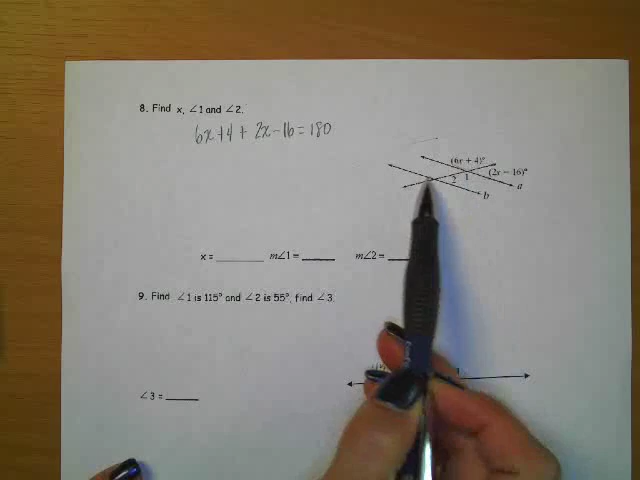 8. Find x, ∠1 and ∠2.
6x+4 + 2x-16 = 180
(6x + 4)°
(2x − 16)°
2 1
a
b
x = ______ m∠1 = ______ m∠2 = ___
9. Find ∠1 is 115° and ∠2 is 55°, find ∠3.
∠3 = ______